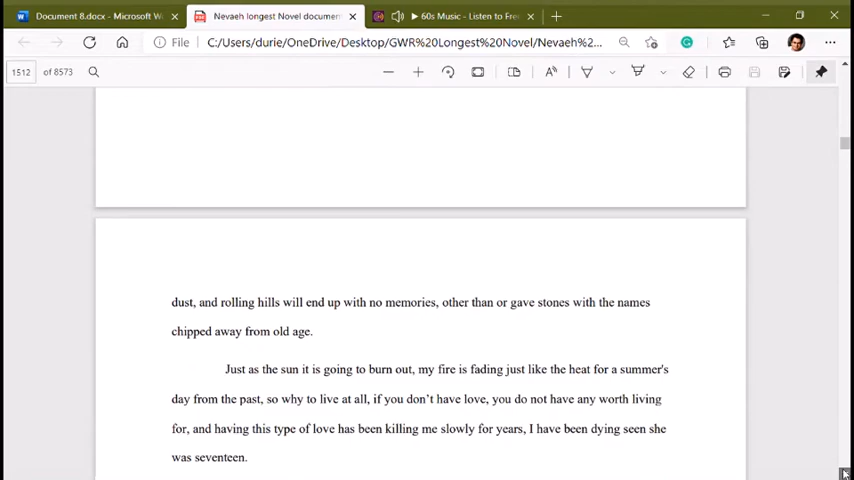 Document 8.docx - Microsoft W
Nevaeh longest Novel documen
60s Music - Listen to Fre
File
C:/Users/durie/OneDrive/Desktop/GWR%20Longest%20Novel/Nevaeh%2...
1512 of 8573
dust, and rolling hills will end up with no memories, other than or gave stones with the names
chipped away from old age.
Just as the sun it is going to burn out, my fire is fading just like the heat for a summer's
day from the past, so why to live at all, if you don't have love, you do not have any worth living
for, and having this type of love has been killing me slowly for years, I have been dying seen she
was seventeen.